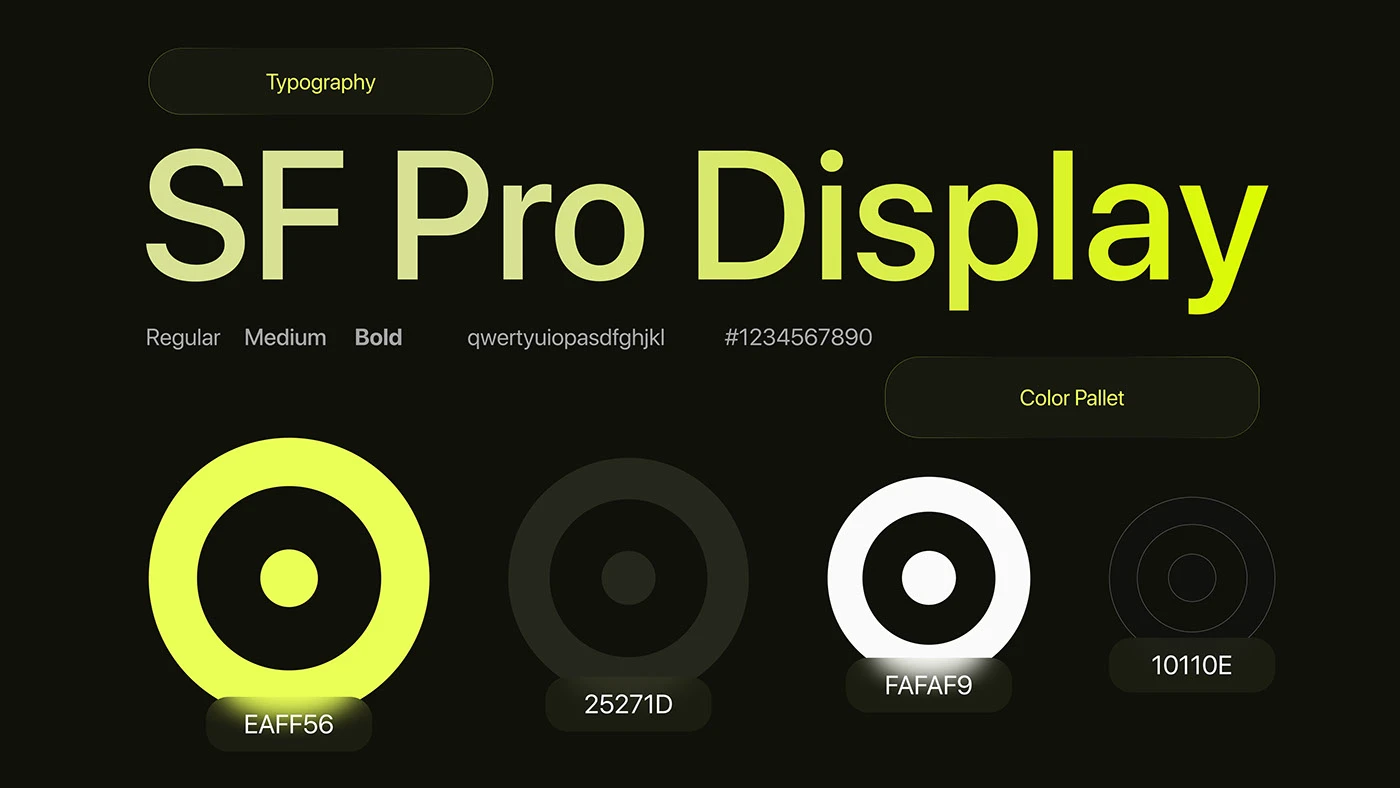 Typography
SF Pro Display
Regular Medium Bold qwertyuiopasdfghjkl #1234567890
Color Pallet
EAFF56
25271D
FAFAF9
10110E